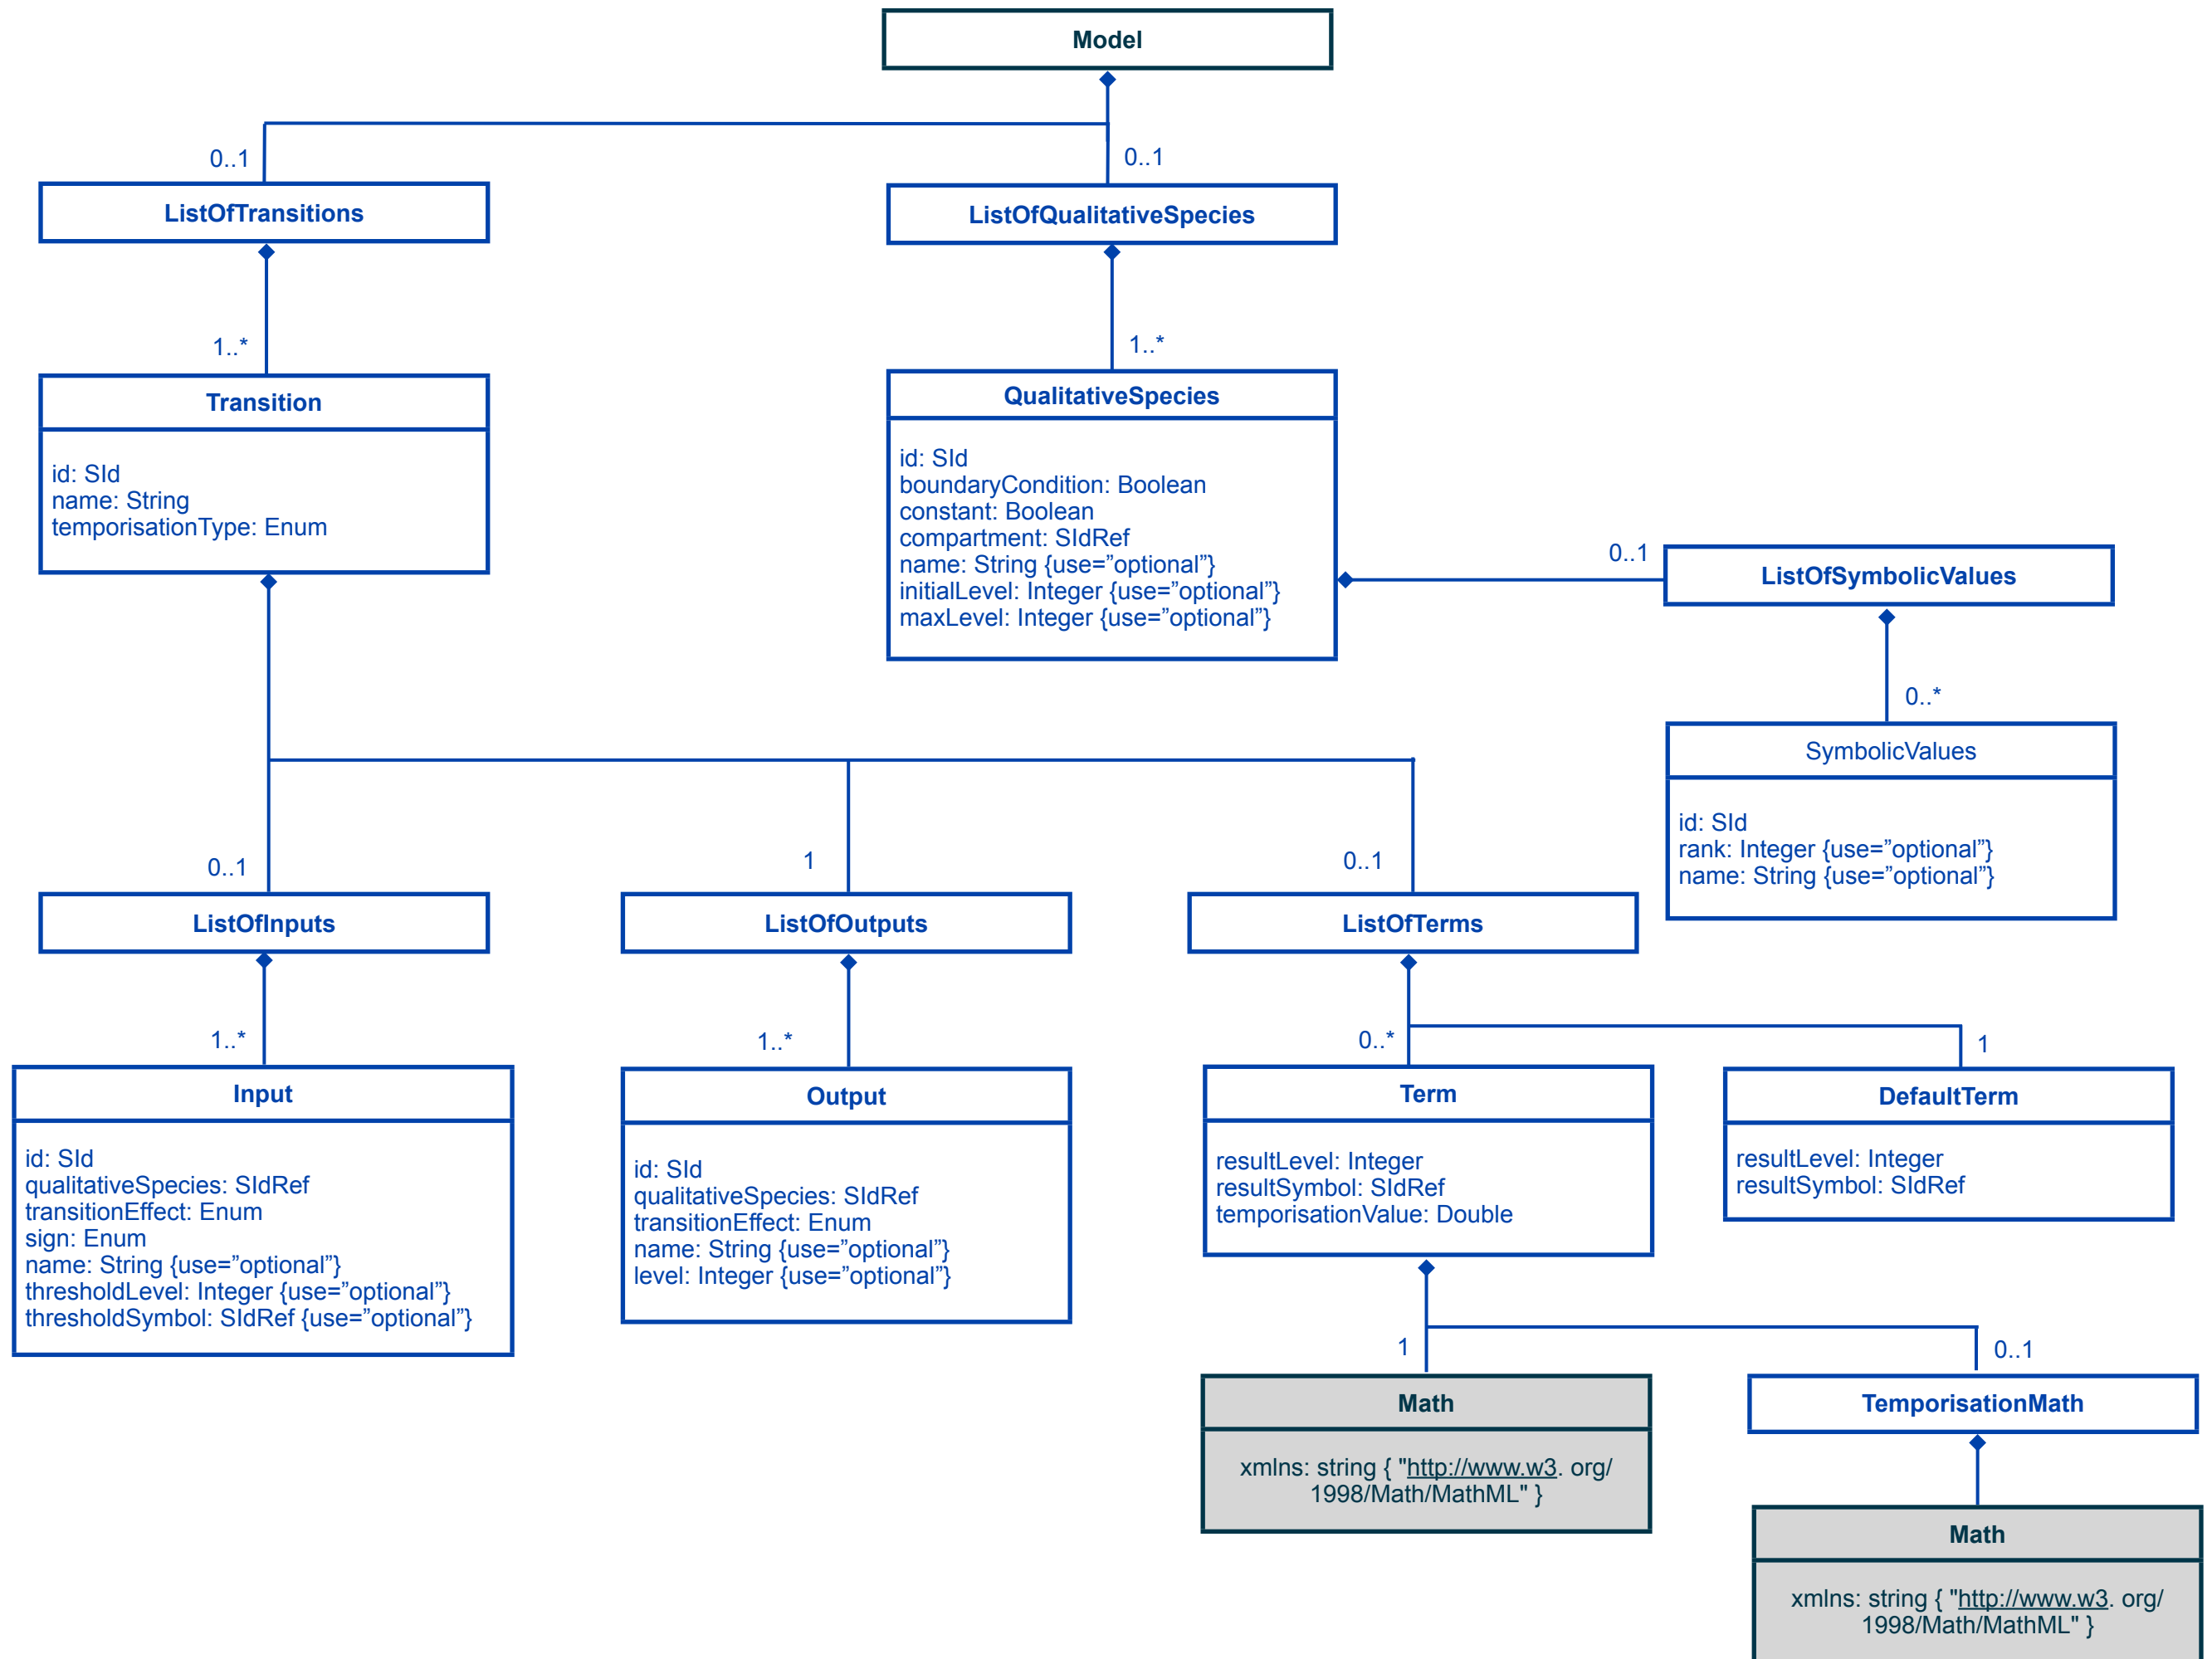 Model
0..1
0..1
ListOfTransitions
ListOfQualitativeSpecies
1..*
1..*
Transition
id: SId
name: String
temporisationType: Enum
QualitativeSpecies
id: SId
boundaryCondition: Boolean
constant: Boolean
compartment: SIdRef
name: String {use=”optional”}
initialLevel: Integer {use=”optional”}
maxLevel: Integer {use=”optional”}
0..1
ListOfSymbolicValues
0..*
SymbolicValues
id: SId
rank: Integer {use=”optional”}
name: String {use=”optional”}
0..1
1
0..1
ListOfInputs
ListOfOutputs
ListOfTerms
1..*
1..*
0..*
1
Input
id: SId
qualitativeSpecies: SIdRef
transitionEffect: Enum
sign: Enum
name: String {use=”optional”}
thresholdLevel: Integer {use=”optional”}
thresholdSymbol: SIdRef {use=”optional”}
Output
id: SId
qualitativeSpecies: SIdRef
transitionEffect: Enum
name: String {use=”optional”}
level: Integer {use=”optional”}
Term
resultLevel: Integer
resultSymbol: SIdRef
temporisationValue: Double
DefaultTerm
resultLevel: Integer
resultSymbol: SIdRef
1
0..1
Math
xmlns: string { "http://www.w3. org/
1998/Math/MathML" }
TemporisationMath
Math
xmlns: string { "http://www.w3. org/
1998/Math/MathML" }